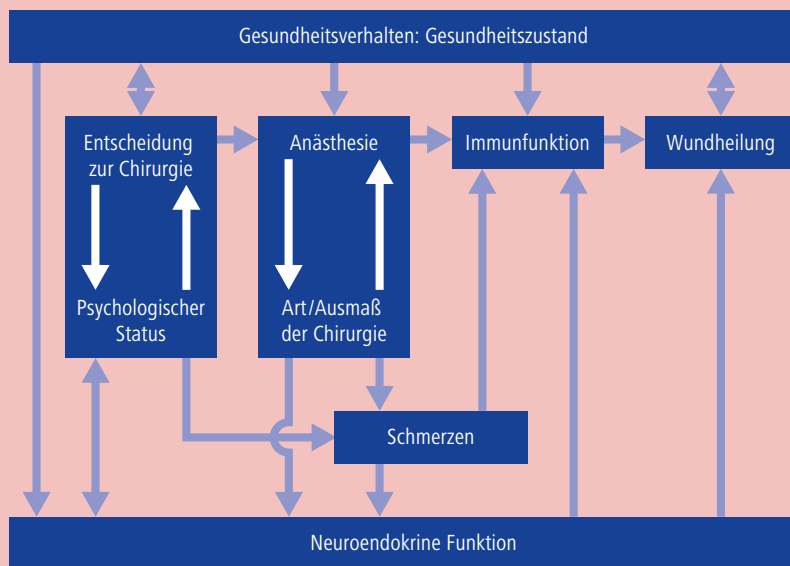 Gesundheitsverhalten: Gesundheitszustand
Entscheidung
zur Chirurgie
Psychologischer
Status
Anästhesie
Art/Ausmaß
der Chirurgie
Immunfunktion
Wundheilung
Schmerzen
Neuroendokrine Funktion